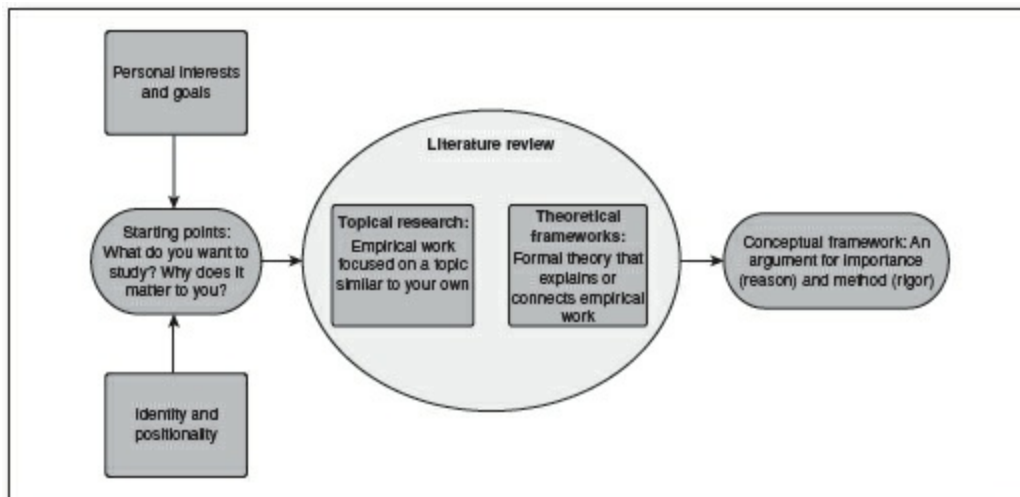 Personal interests
and goals
Starting points:
What do you want to
study? Why does it
matter to you?
Identity and
positionality
Literature review
Topical research:
Empirical work
focused on a topic
similar to your own
Theoretical
frameworks:
Formal theory that
explains or
connects empirical
work
Conceptual framework: An
argument for importance
(reason) and method (rigor)